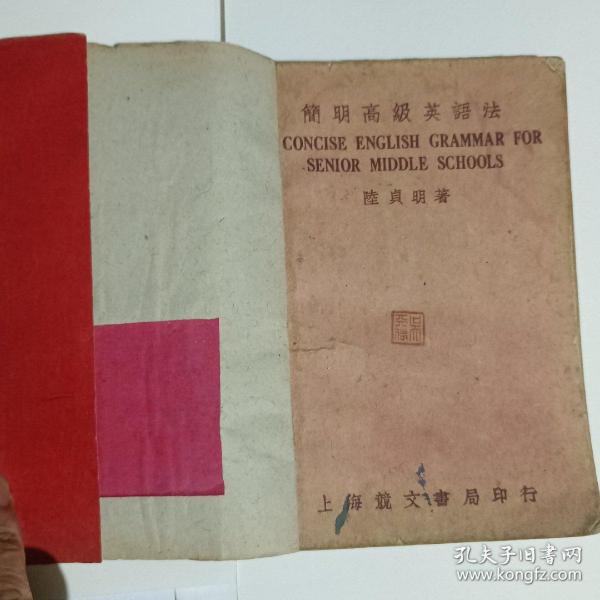 簡明高級英語法
CONCISE ENGLISH GRAMMAR FOR
SENIOR MIDDLE SCHOOLS
陸貞明著
上海競文書局印行
孔夫子旧书网
www.kongfz.com